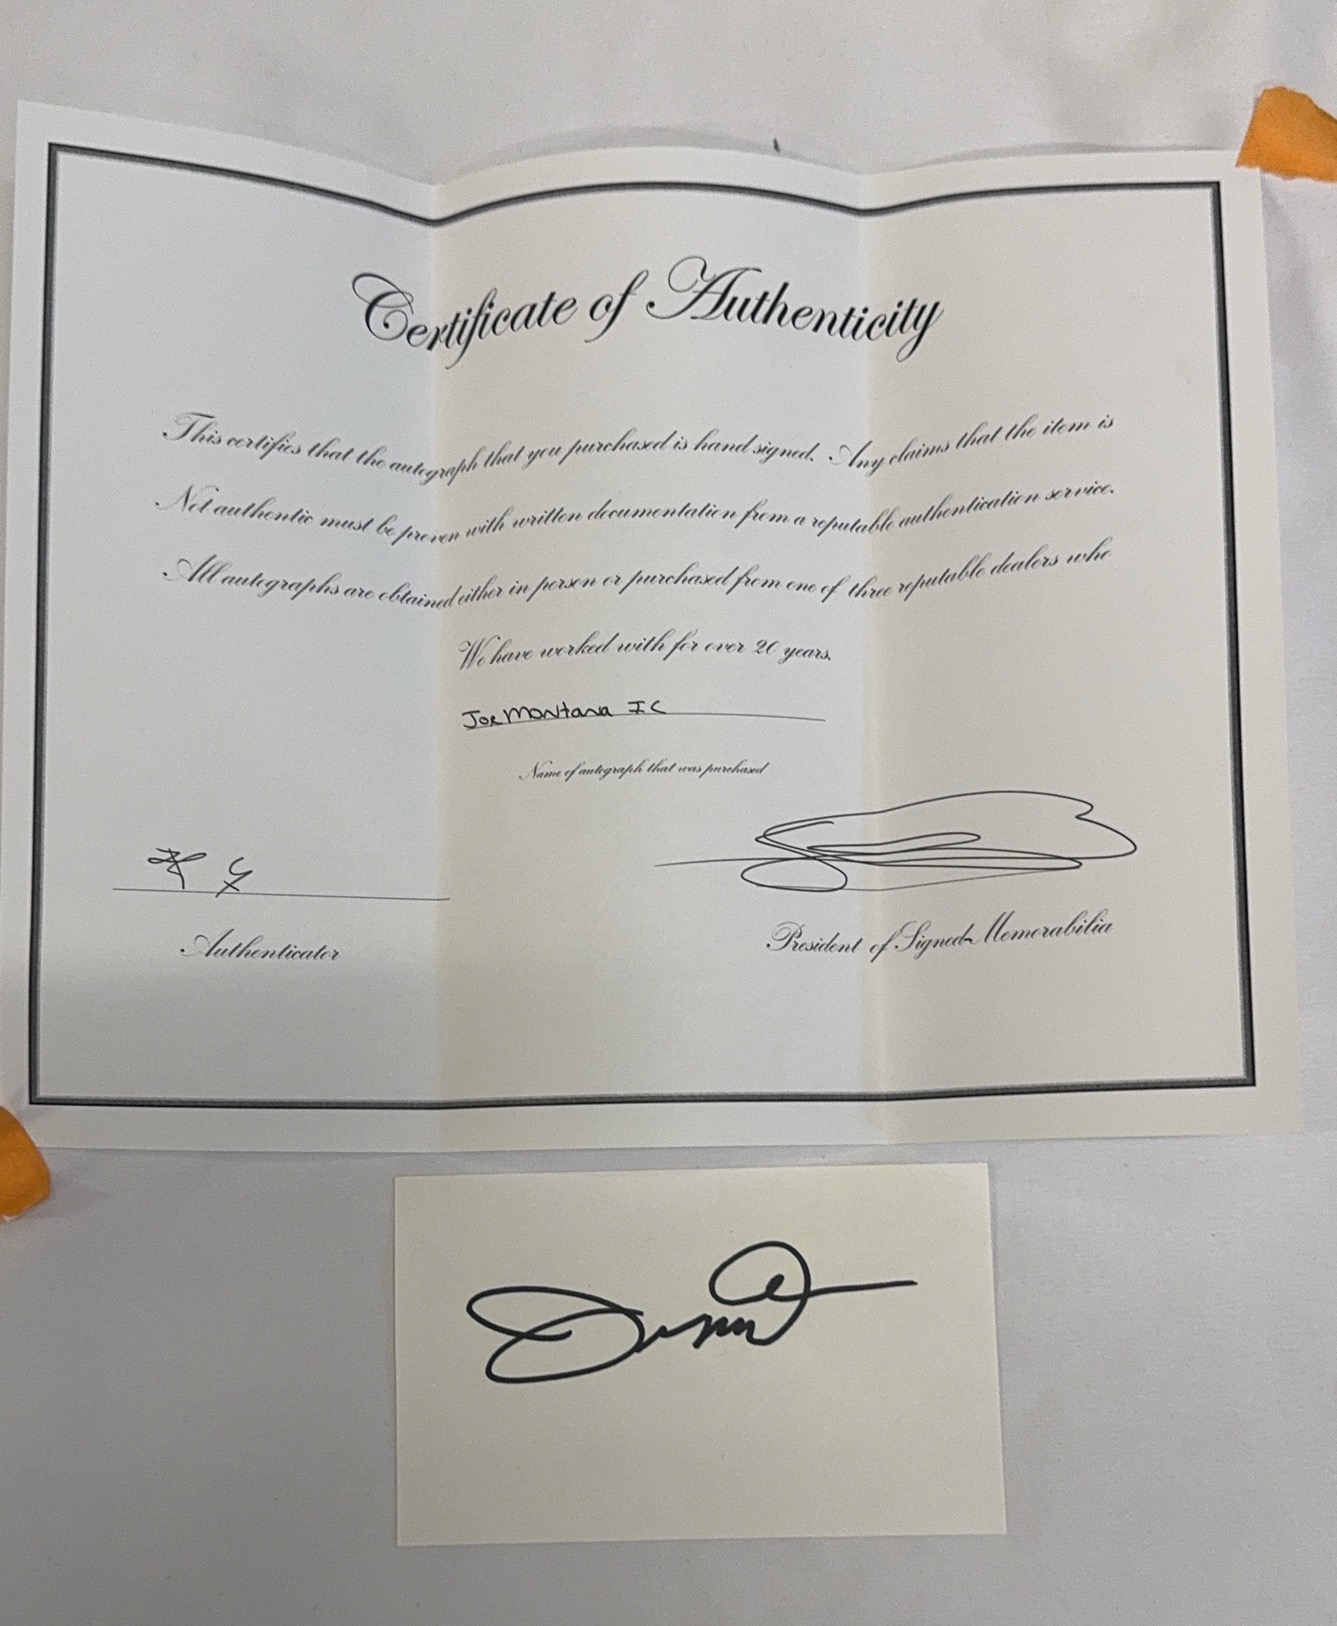 Certificate of Authenticity
This certifies that the autograph that you purchased is hand signed. Any claims that the item is
Not authentic must be proven with written documentation from a reputable authentication service.
All autographs are obtained either in person or purchased from one of three reputable dealers who
We have worked with for over 20 years.
Joe Montana IC
Name of autograph that was purchased
Authenticator
President of Signed Memorabilia